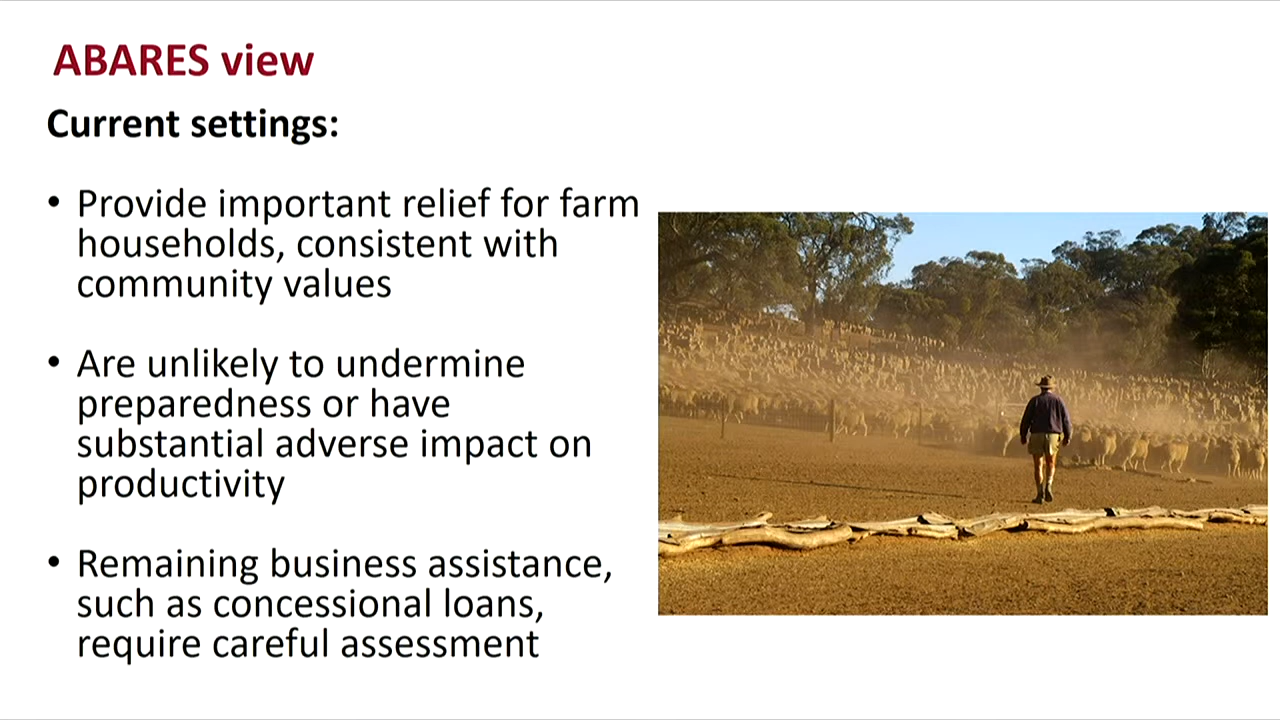 ABARES view
Current settings:
• Provide important relief for farm
households, consistent with
community values
• Are unlikely to undermine
preparedness or have
substantial adverse impact on
productivity
• Remaining business assistance,
such as concessional loans,
require careful assessment